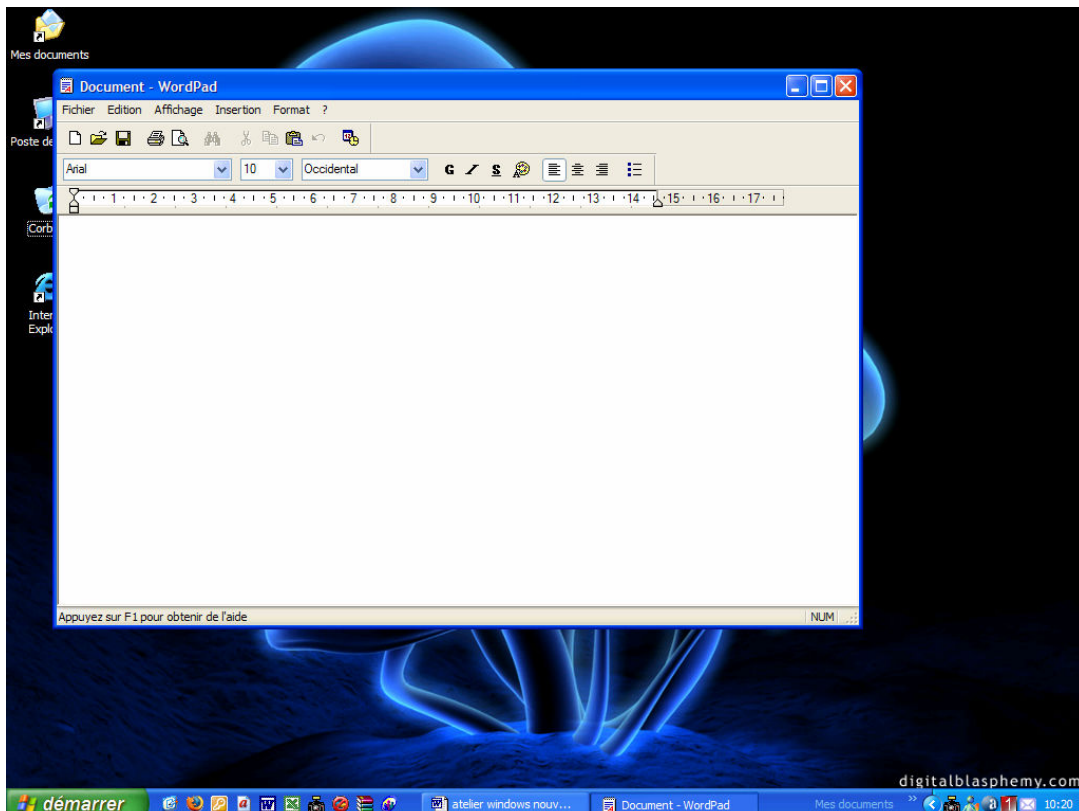 Mes documents
Document - WordPad
Fichier Edition Affichage Insertion Format ?
Poste de
Arial 10 Occidental G I S
1 2 3 4 5 6 7 8 9 10 11 12 13 14 15 16 17
Corb
Inter
Explo
Appuyez sur F1 pour obtenir de l'aide NUM
digitalblasphemy.com
démarrer atelier windows nouv... Document - WordPad Mes documents 10:20